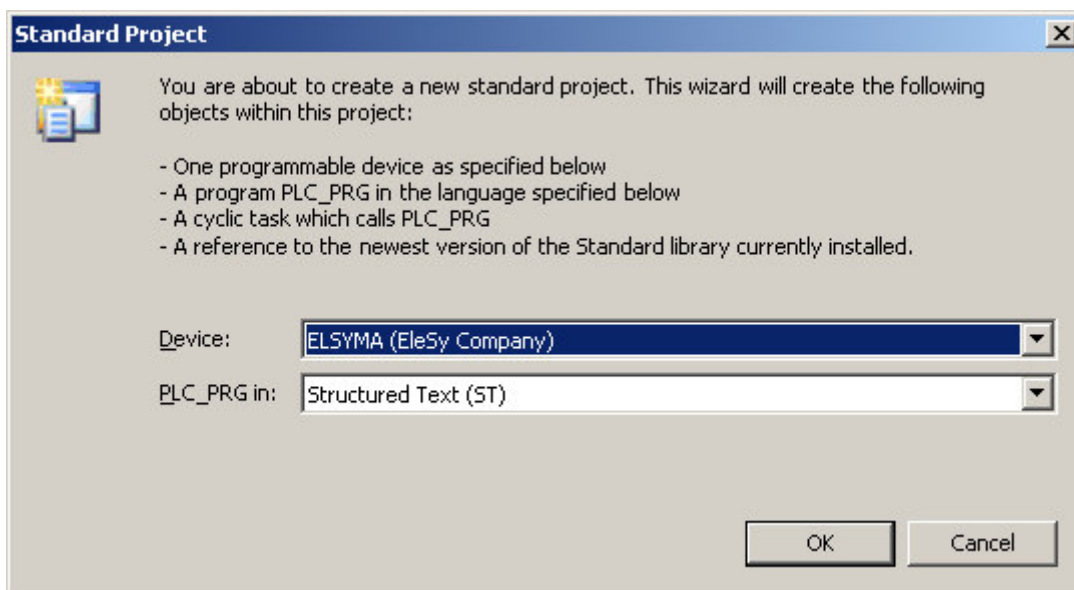 Standard Project
You are about to create a new standard project. This wizard will create the following
objects within this project:
- One programmable device as specified below
- A program PLC_PRG in the language specified below
- A cyclic task which calls PLC_PRG
- A reference to the newest version of the Standard library currently installed.
Device: ELSYMA (EleSy Company)
PLC_PRG in: Structured Text (ST)
OK Cancel